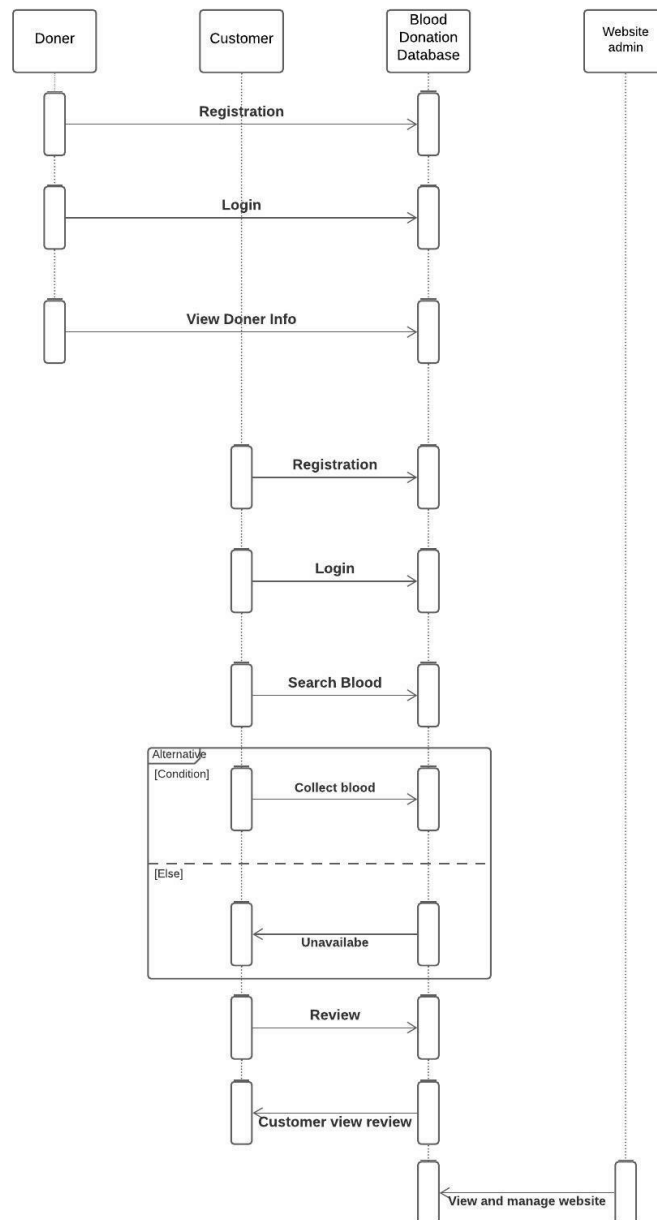 Doner
Customer
Blood
Donation
Database
Website
admin
Registration
Login
View Doner Info
Registration
Login
Search Blood
Alternative
[Condition]
Collect blood
[Else]
Unavailabe
Review
Customer view review
View and manage website